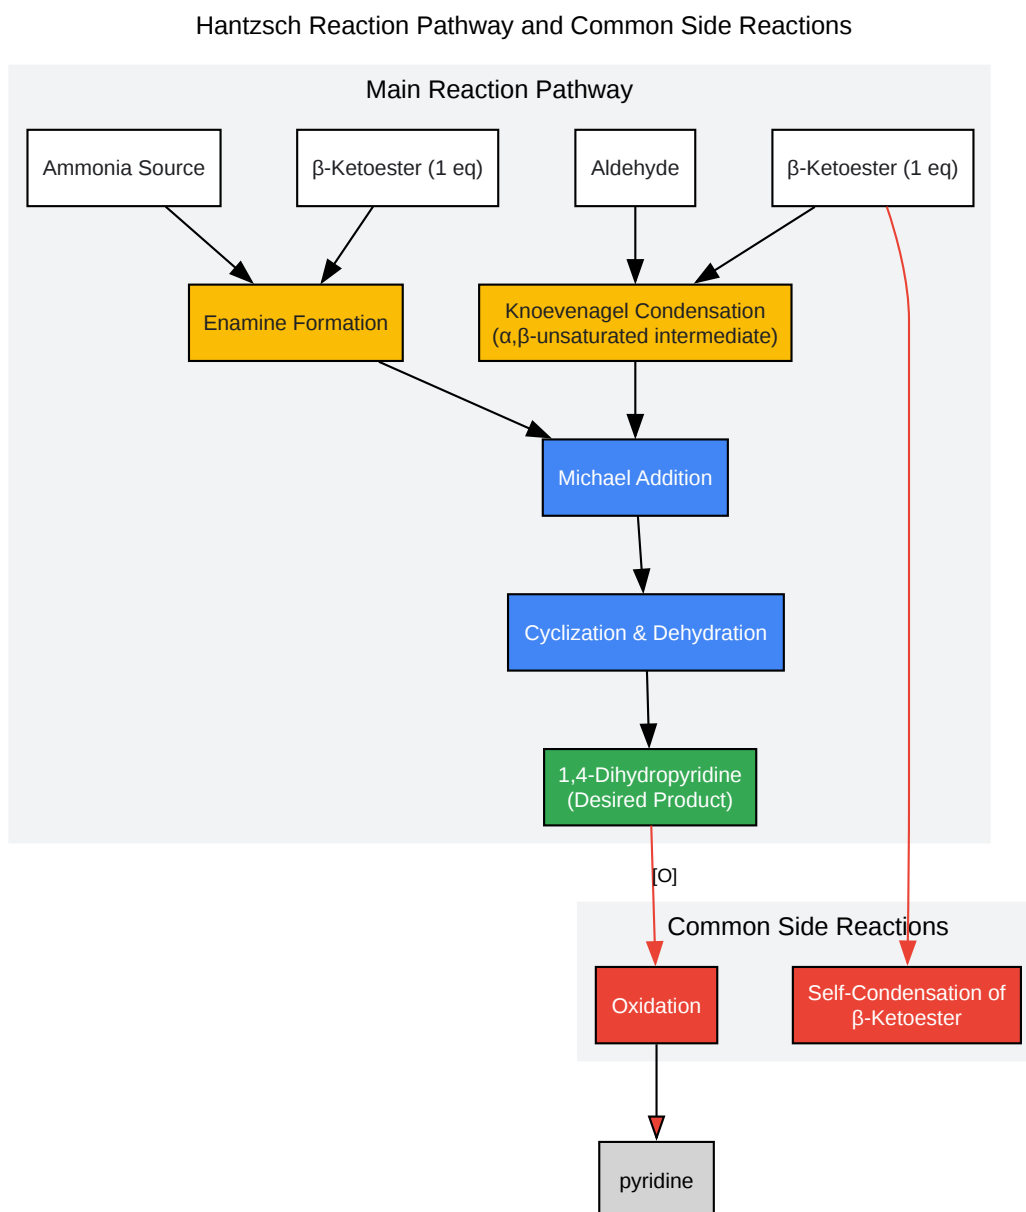 Hantzsch Reaction Pathway and Common Side Reactions
Main Reaction Pathway
Ammonia Source
β-Ketoester (1 eq)
Aldehyde
β-Ketoester (1 eq)
Enamine Formation
Knoevenagel Condensation
(α,β-unsaturated intermediate)
Michael Addition
Cyclization & Dehydration
1,4-Dihydropyridine
(Desired Product)
[O]
Common Side Reactions
Oxidation
Self-Condensation of
β-Ketoester
pyridine